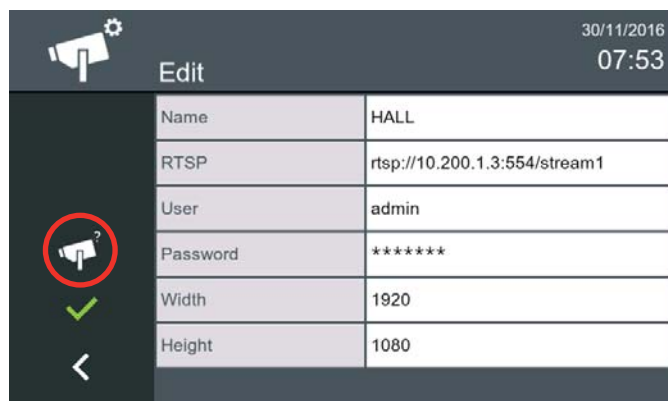 30/11/2016
07:53
Edit
Name HALL
RTSP rtsp://10.200.1.3:554/stream1
User admin
Password *******
Width 1920
Height 1080
?